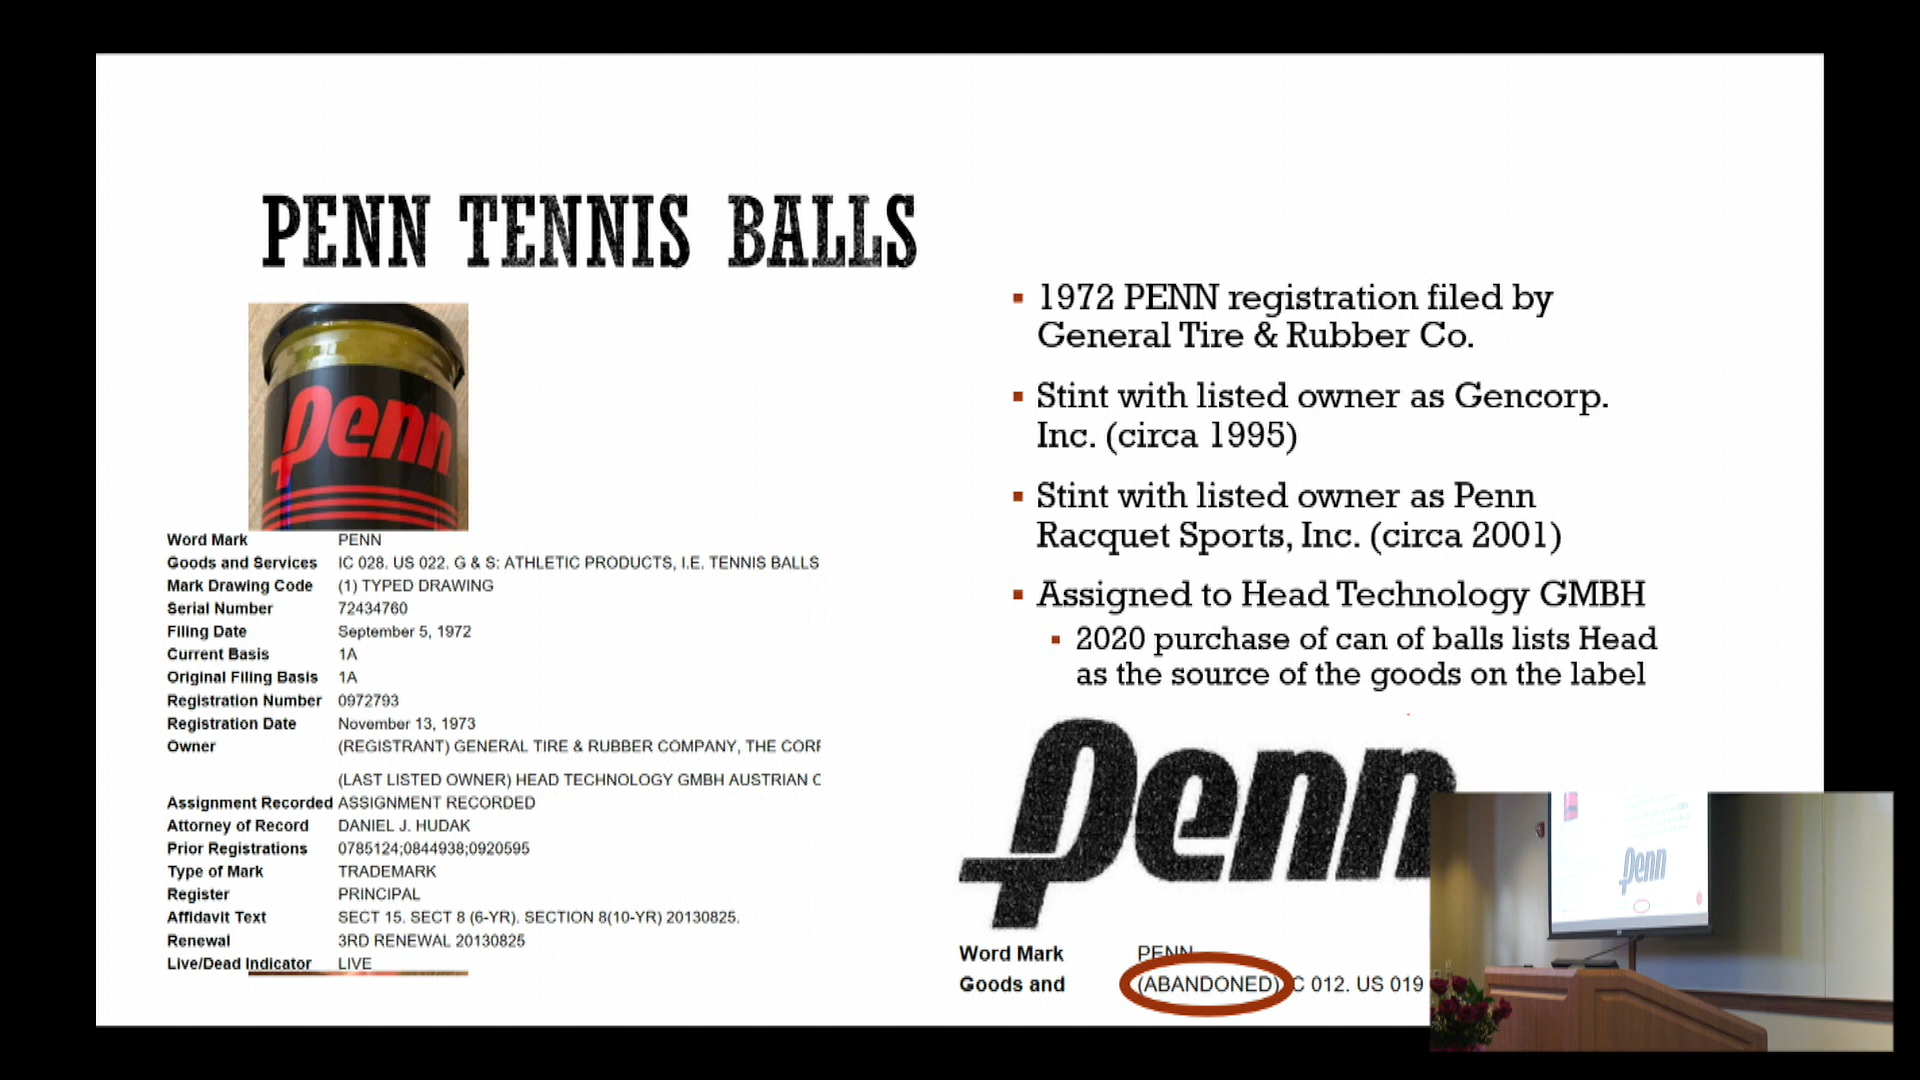 PENN TENNIS BALLS
penn
Word Mark PENN
Goods and Services IC 028. US 022. G & S: ATHLETIC PRODUCTS, I.E. TENNIS BALLS
Mark Drawing Code (1) TYPED DRAWING
Serial Number 72434760
Filing Date September 5, 1972
Current Basis 1A
Original Filing Basis 1A
Registration Number 0972793
Registration Date November 13, 1973
Owner (REGISTRANT) GENERAL TIRE & RUBBER COMPANY, THE CORP
(LAST LISTED OWNER) HEAD TECHNOLOGY GMBH AUSTRIAN
Assignment Recorded ASSIGNMENT RECORDED
Attorney of Record DANIEL J. HUDAK
Prior Registrations 0785124;0844938;0920595
Type of Mark TRADEMARK
Register PRINCIPAL
Affidavit Text SECT 15. SECT 8 (6-YR). SECTION 8(10-YR) 20130825.
Renewal 3RD RENEWAL 20130825
Live/Dead Indicator LIVE
▪ 1972 PENN registration filed by
General Tire & Rubber Co.
▪ Stint with listed owner as Gencorp.
Inc. (circa 1995)
▪ Stint with listed owner as Penn
Racquet Sports, Inc. (circa 2001)
▪ Assigned to Head Technology GMBH
▪ 2020 purchase of can of balls lists Head
as the source of the goods on the label
penn
Word Mark PENN
Goods and (ABANDONED) IC 012. US 019
penn